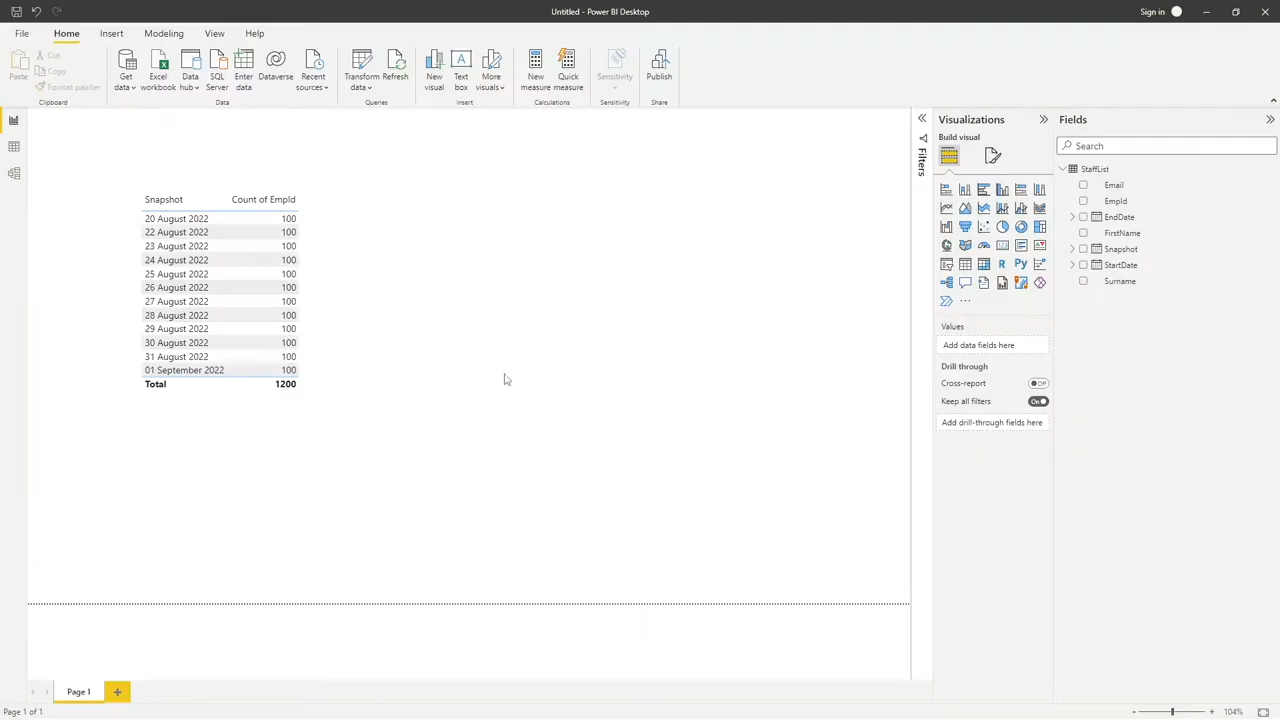 Untitled - Power BI Desktop
Sign in
File
Home
Insert
Modeling
View
Help
Paste
Cut
Copy
Format painter
Clipboard
Get data
Excel workbook
Data hub
SQL Server
Enter data
Dataverse
Recent sources
Data
Transform data
Refresh
Queries
New visual
Text box
More visuals
Insert
New measure
Quick measure
Calculations
Sensitivity
Sensitivity
Publish
Share
Snapshot Count of EmpId
20 August 2022 100
22 August 2022 100
23 August 2022 100
24 August 2022 100
25 August 2022 100
26 August 2022 100
27 August 2022 100
28 August 2022 100
29 August 2022 100
30 August 2022 100
31 August 2022 100
01 September 2022 100
Total 1200
Filters
Visualizations
Build visual
R
Py
Values
Add data fields here
Drill through
Cross-report
Off
Keep all filters
On
Add drill-through fields here
Fields
Search
StaffList
Email
EmpId
EndDate
FirstName
Snapshot
StartDate
Surname
Page 1
Page 1 of 1
104%